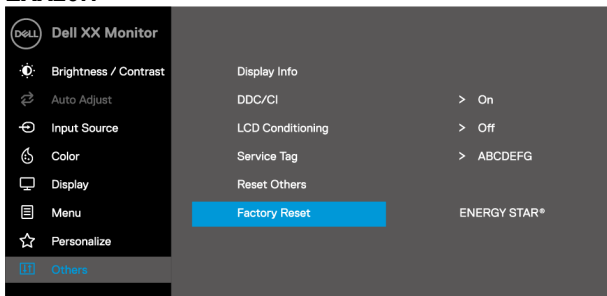 DELL Dell XX Monitor
Brightness / Contrast
Display Info
Auto Adjust
DDC/CI > On
Input Source
LCD Conditioning > Off
Color
Service Tag > ABCDEFG
Display
Reset Others
Menu
Factory Reset ENERGY STAR®
Personalize
Others